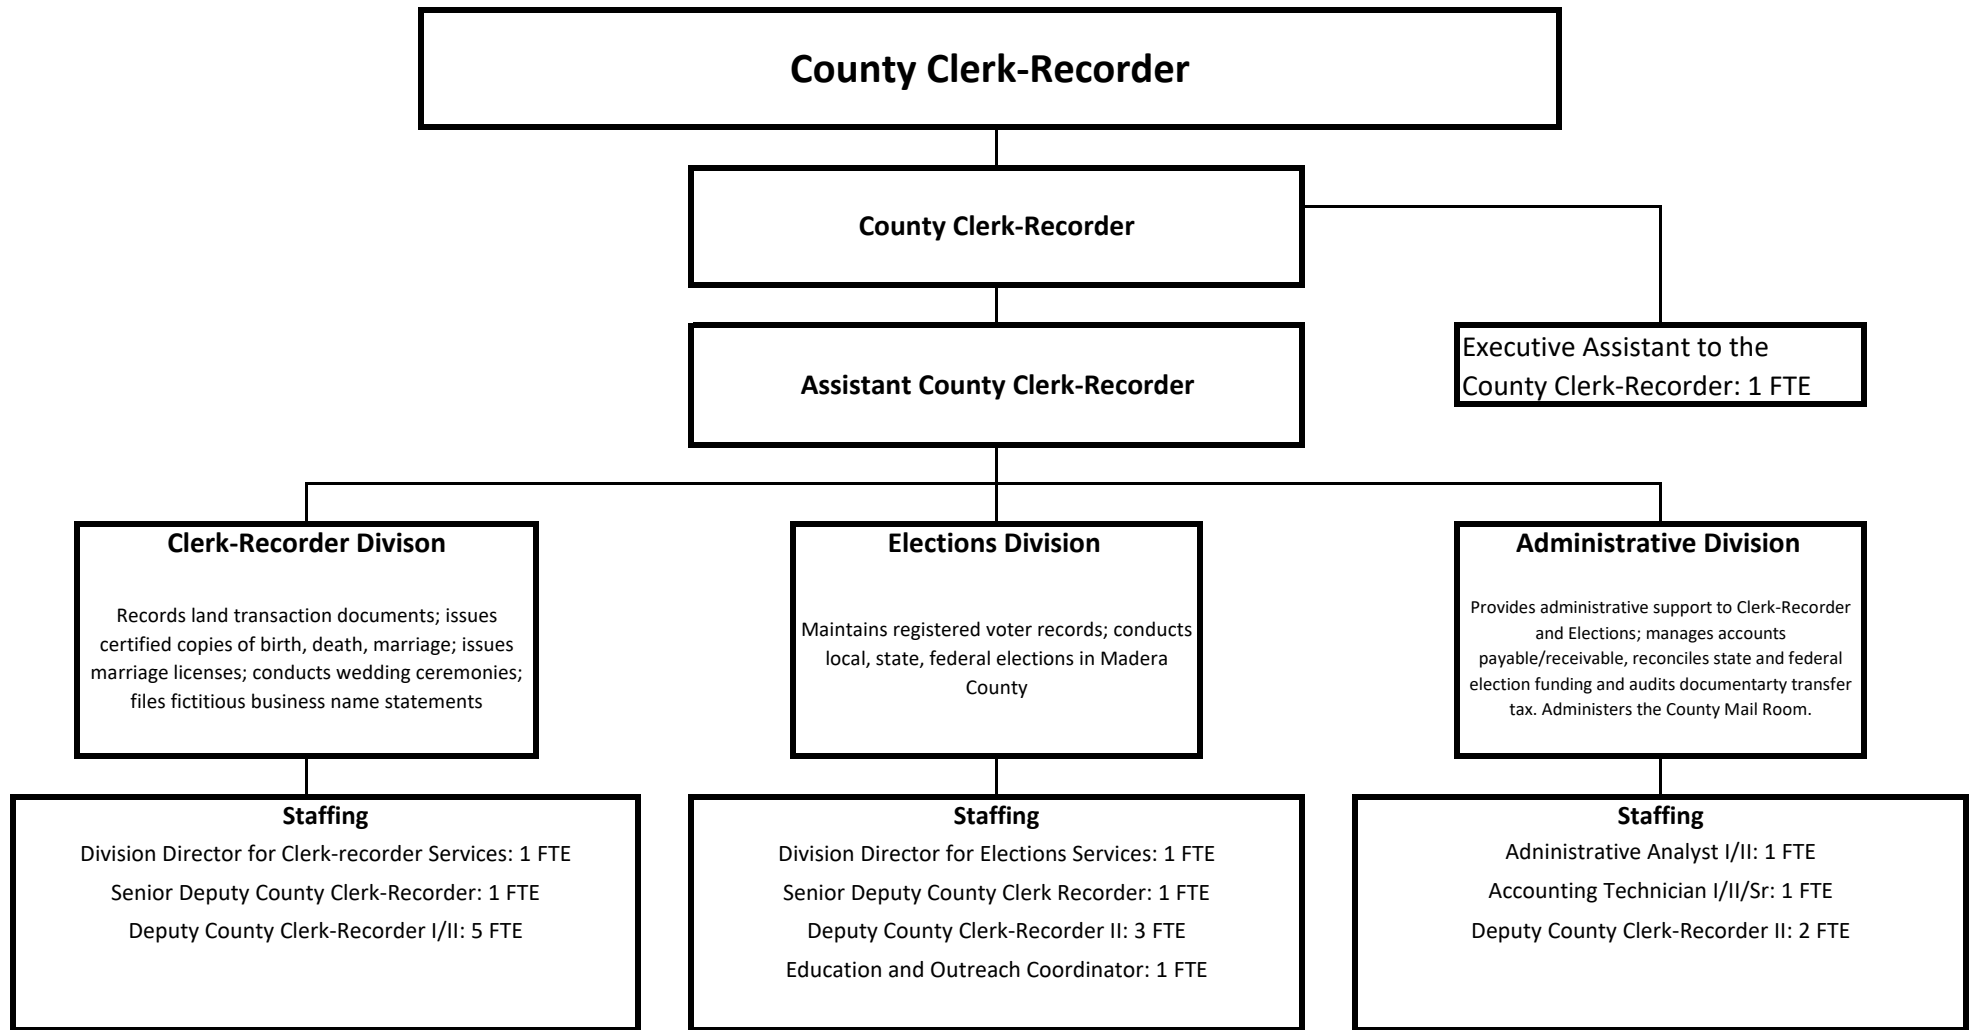 County Clerk-Recorder
County Clerk-Recorder
Assistant County Clerk-Recorder
Executive Assistant to the
County Clerk-Recorder: 1 FTE
Clerk-Recorder Divison
Records land transaction documents; issues
certified copies of birth, death, marriage; issues
marriage licenses; conducts wedding ceremonies;
files fictitious business name statements
Elections Division
Maintains registered voter records; conducts
local, state, federal elections in Madera
County
Administrative Division
Provides administrative support to Clerk-Recorder
and Elections; manages accounts
payable/receivable, reconciles state and federal
election funding and audits documentarty transfer
tax. Administers the County Mail Room.
Staffing
Division Director for Clerk-recorder Services: 1 FTE
Senior Deputy County Clerk-Recorder: 1 FTE
Deputy County Clerk-Recorder I/II: 5 FTE
Staffing
Division Director for Elections Services: 1 FTE
Senior Deputy County Clerk Recorder: 1 FTE
Deputy County Clerk-Recorder II: 3 FTE
Education and Outreach Coordinator: 1 FTE
Staffing
Adninistrative Analyst I/II: 1 FTE
Accounting Technician I/II/Sr: 1 FTE
Deputy County Clerk-Recorder II: 2 FTE